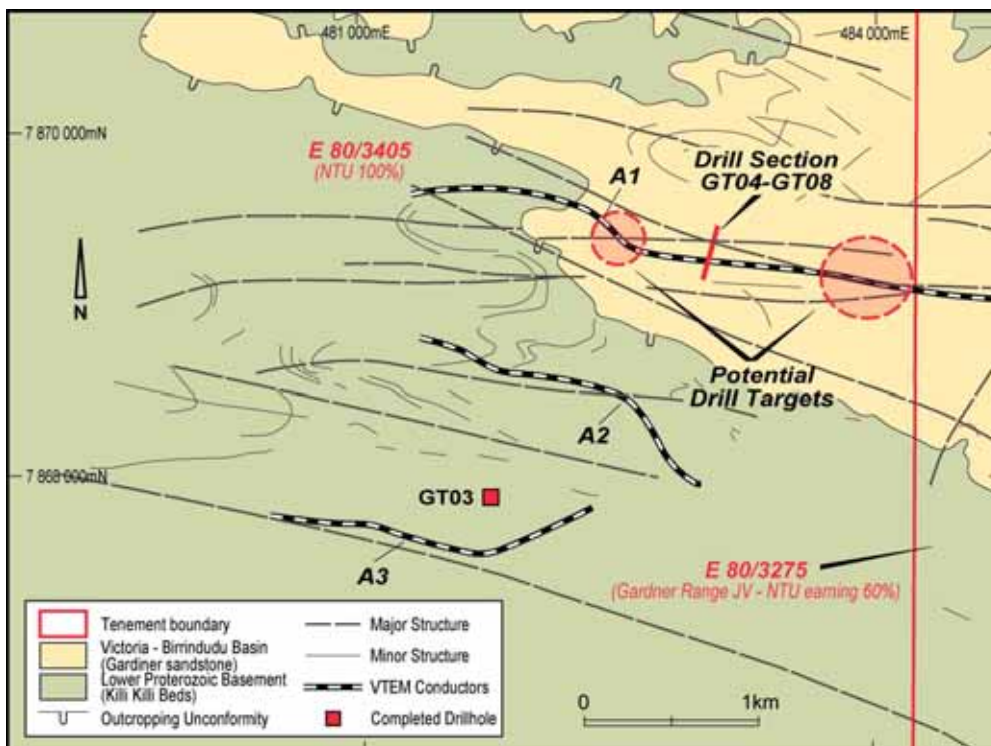 481 000mE
484 000mE
7 870 000mN
E 80/3405
(NTU 100%)
A1
Drill Section
GT04-GT08
N
Potential
Drill Targets
A2
7 868 000mN
GT03
A3
E 80/3275
(Gardner Range JV - NTU earning 60%)
Tenement boundary
Victoria - Birrindudu Basin
(Gardiner sandstone)
Lower Proterozoic Basement
(Killi Killi Beds)
Outcropping Unconformity
Major Structure
Minor Structure
VTEM Conductors
Completed Drillhole
0
1km